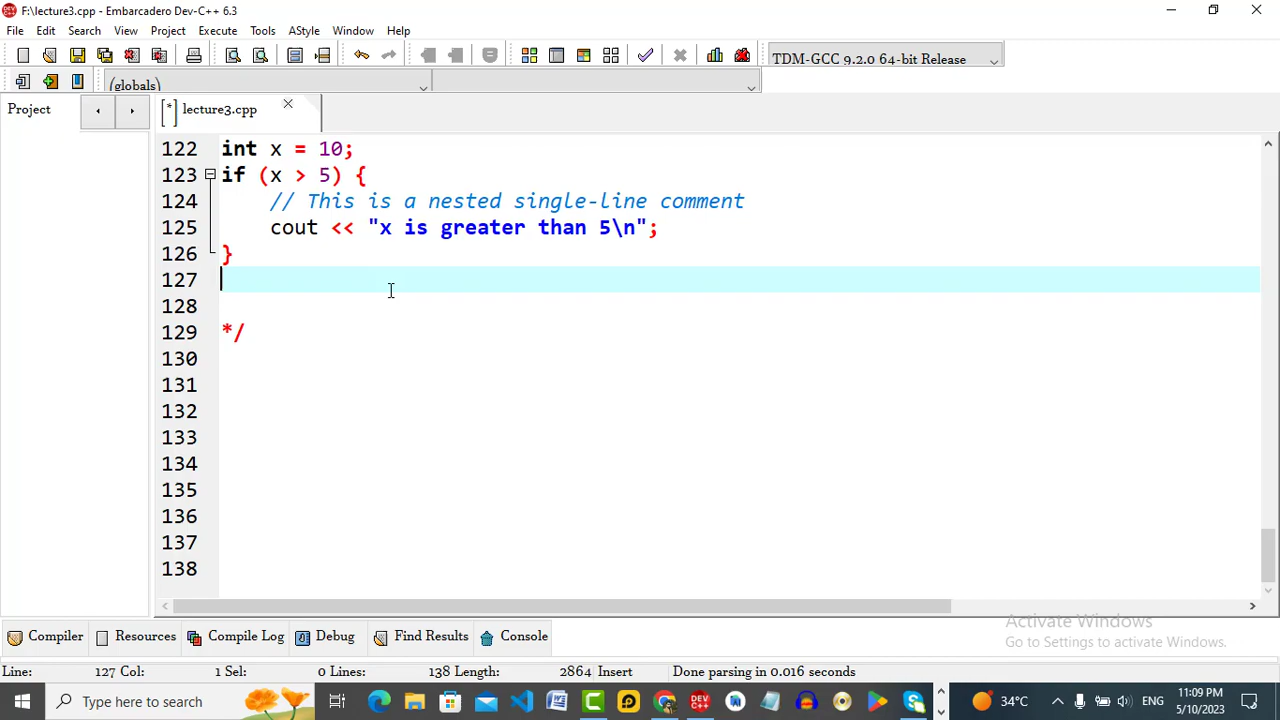 F:\lecture3.cpp - Embarcadero Dev-C++ 6.3
File Edit Search View Project Execute Tools AStyle Window Help
TDM-GCC 9.2.0 64-bit Release
(globals)
Project
[*] lecture3.cpp
122 int x = 10;
123 if (x > 5) {
124 // This is a nested single-line comment
125 cout << "x is greater than 5\n";
126 }
127
128
129 */
130
131
132
133
134
135
136
137
138
Activate Windows
Go to Settings to activate Windows.
Compiler Resources Compile Log Debug Find Results Console
Line: 127 Col: 1 Sel: 0 Lines: 138 Length: 2864 Insert Done parsing in 0.016 seconds
Type here to search
34°C
ENG
11:09 PM
5/10/2023